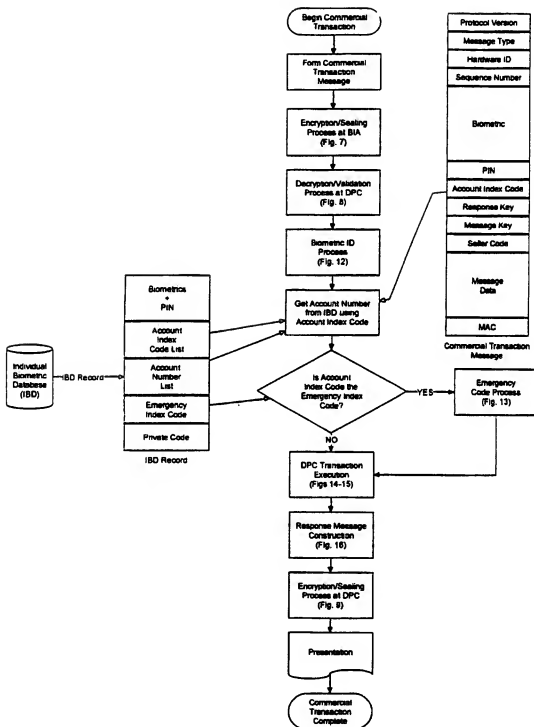 Begin Commercial
Transaction
Form Commercial
Transaction
Message
Encryption/Sealing
Process at BIA
(Fig. 7)
Decryption/Validation
Process at DPC
(Fig. 8)
Biometric ID
Process
(Fig. 12)
Get Account Number
from IBD using
Account Index Code
Is Account
Index Code the
Emergency Index
Code?
YES
Emergency
Code Process
(Fig. 13)
NO
DPC Transaction
Execution
(Figs 14-15)
Response Message
Construction
(Fig. 16)
Encryption/Sealing
Process at DPC
(Fig. 9)
Presentation
Commercial
Transaction
Complete
Individual
Biometric
Database
(IBD)
IBD Record
Biometrics
+
PIN
Account
Index
Code List
Account
Number
List
Emergency
Index Code
Private Code
IBD Record
Protocol Version
Message Type
Hardware ID
Sequence Number
Biometric
PIN
Account Index Code
Response Key
Message Key
Seller Code
Message
Data
MAC
Commercial Transaction
Message